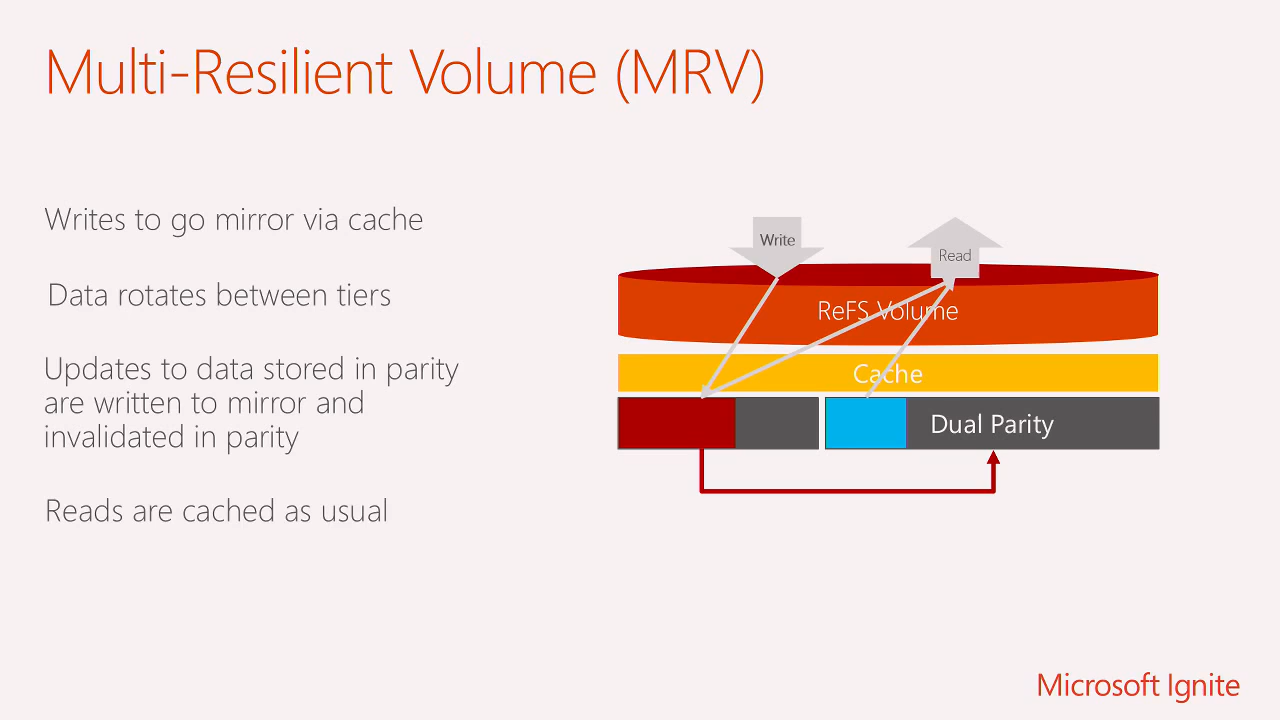 Multi-Resilient Volume (MRV)
Writes to go mirror via cache
Data rotates between tiers
Updates to data stored in parity
are written to mirror and
invalidated in parity
Reads are cached as usual
Write
Read
ReFS Volume
Cache
Dual Parity
Microsoft Ignite